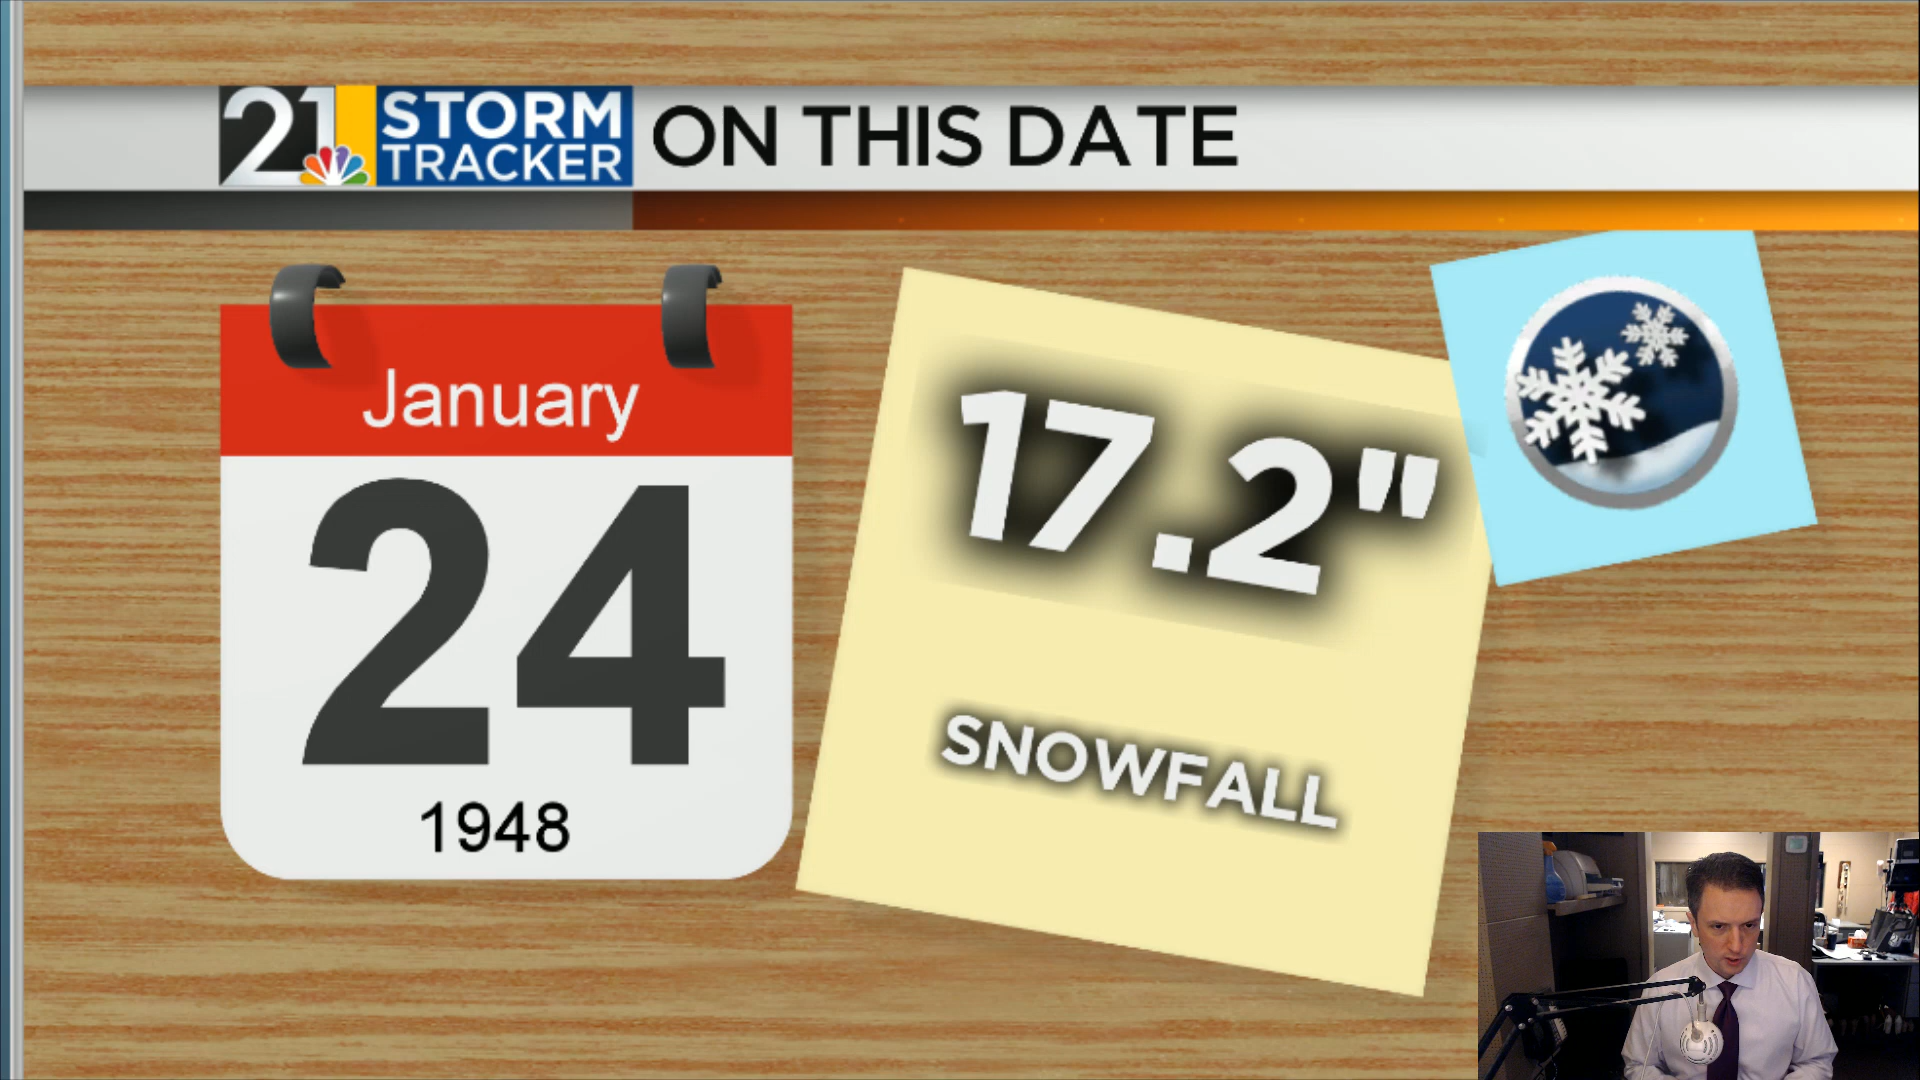 21 STORM TRACKER ON THIS DATE
January
24
1948
17.2"
SNOWFALL